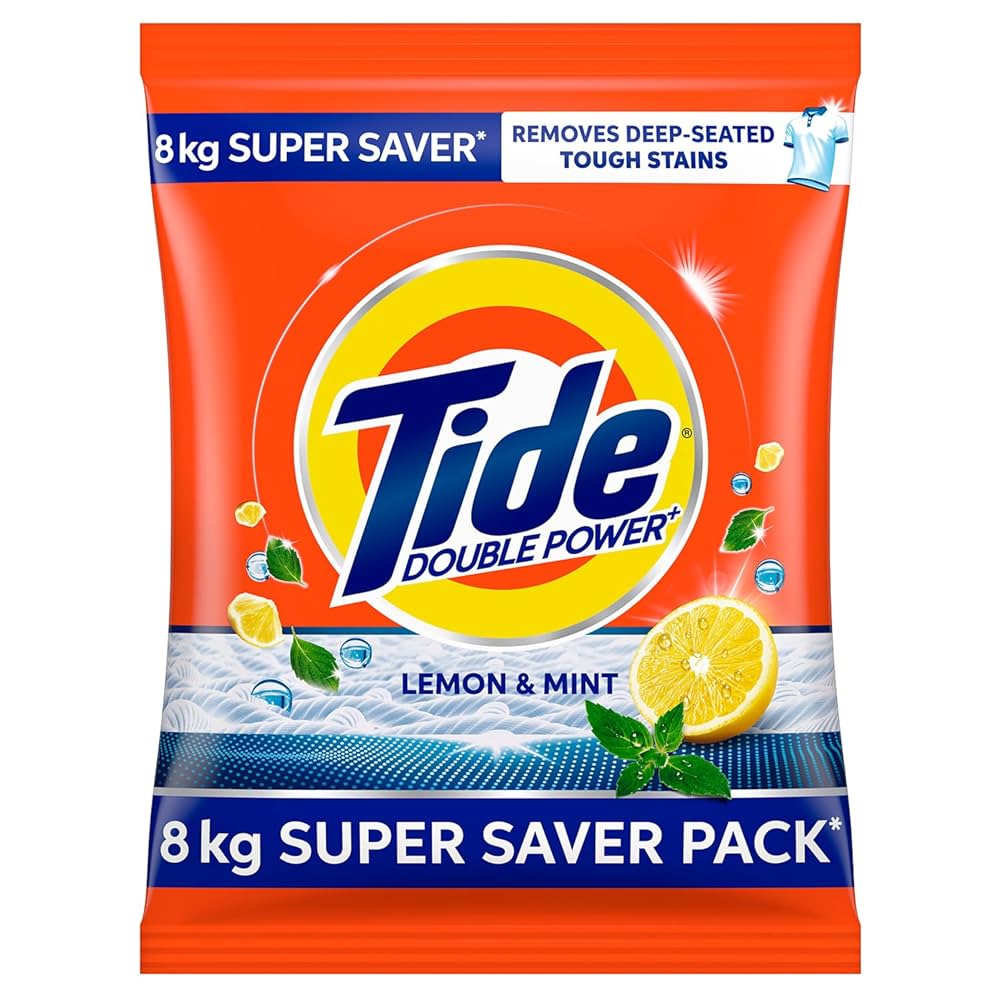 8 kg SUPER SAVER*
REMOVES DEEP-SEATED
TOUGH STAINS
Tide®
DOUBLE POWER+
LEMON & MINT
8 kg SUPER SAVER PACK*